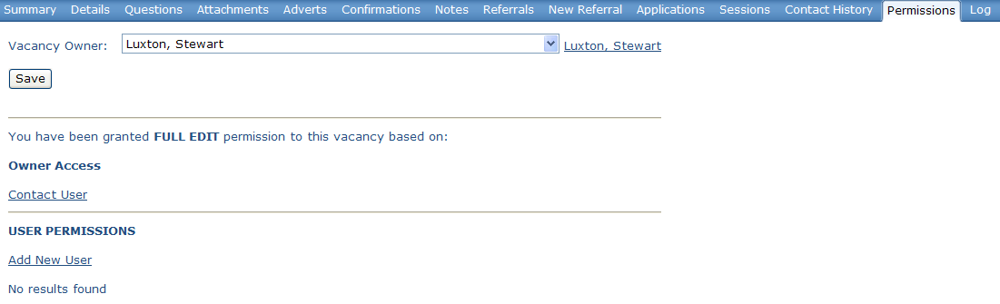 Summary Details Questions Attachments Adverts Confirmations Notes Referrals New Referral Applications Sessions Contact History Permissions Log
Vacancy Owner: Luxton, Stewart Luxton, Stewart
Save
You have been granted FULL EDIT permission to this vacancy based on:
Owner Access
Contact User
USER PERMISSIONS
Add New User
No results found